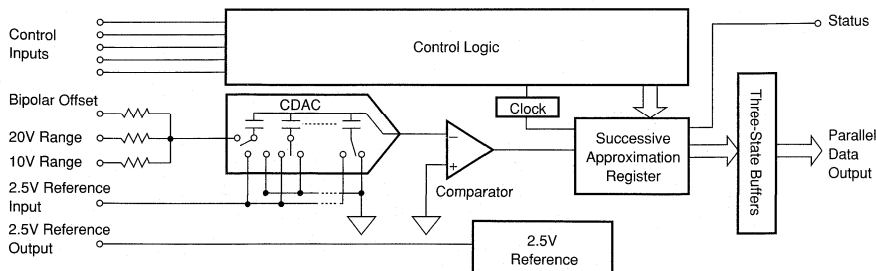 Control
Inputs
Control Logic
Status
Bipolar Offset
20V Range
10V Range
2.5V Reference
Input
2.5V Reference
Output
CDAC
Clock
–
+
Comparator
Successive
Approximation
Register
Three-State Buffers
Parallel
Data
Output
2.5V
Reference